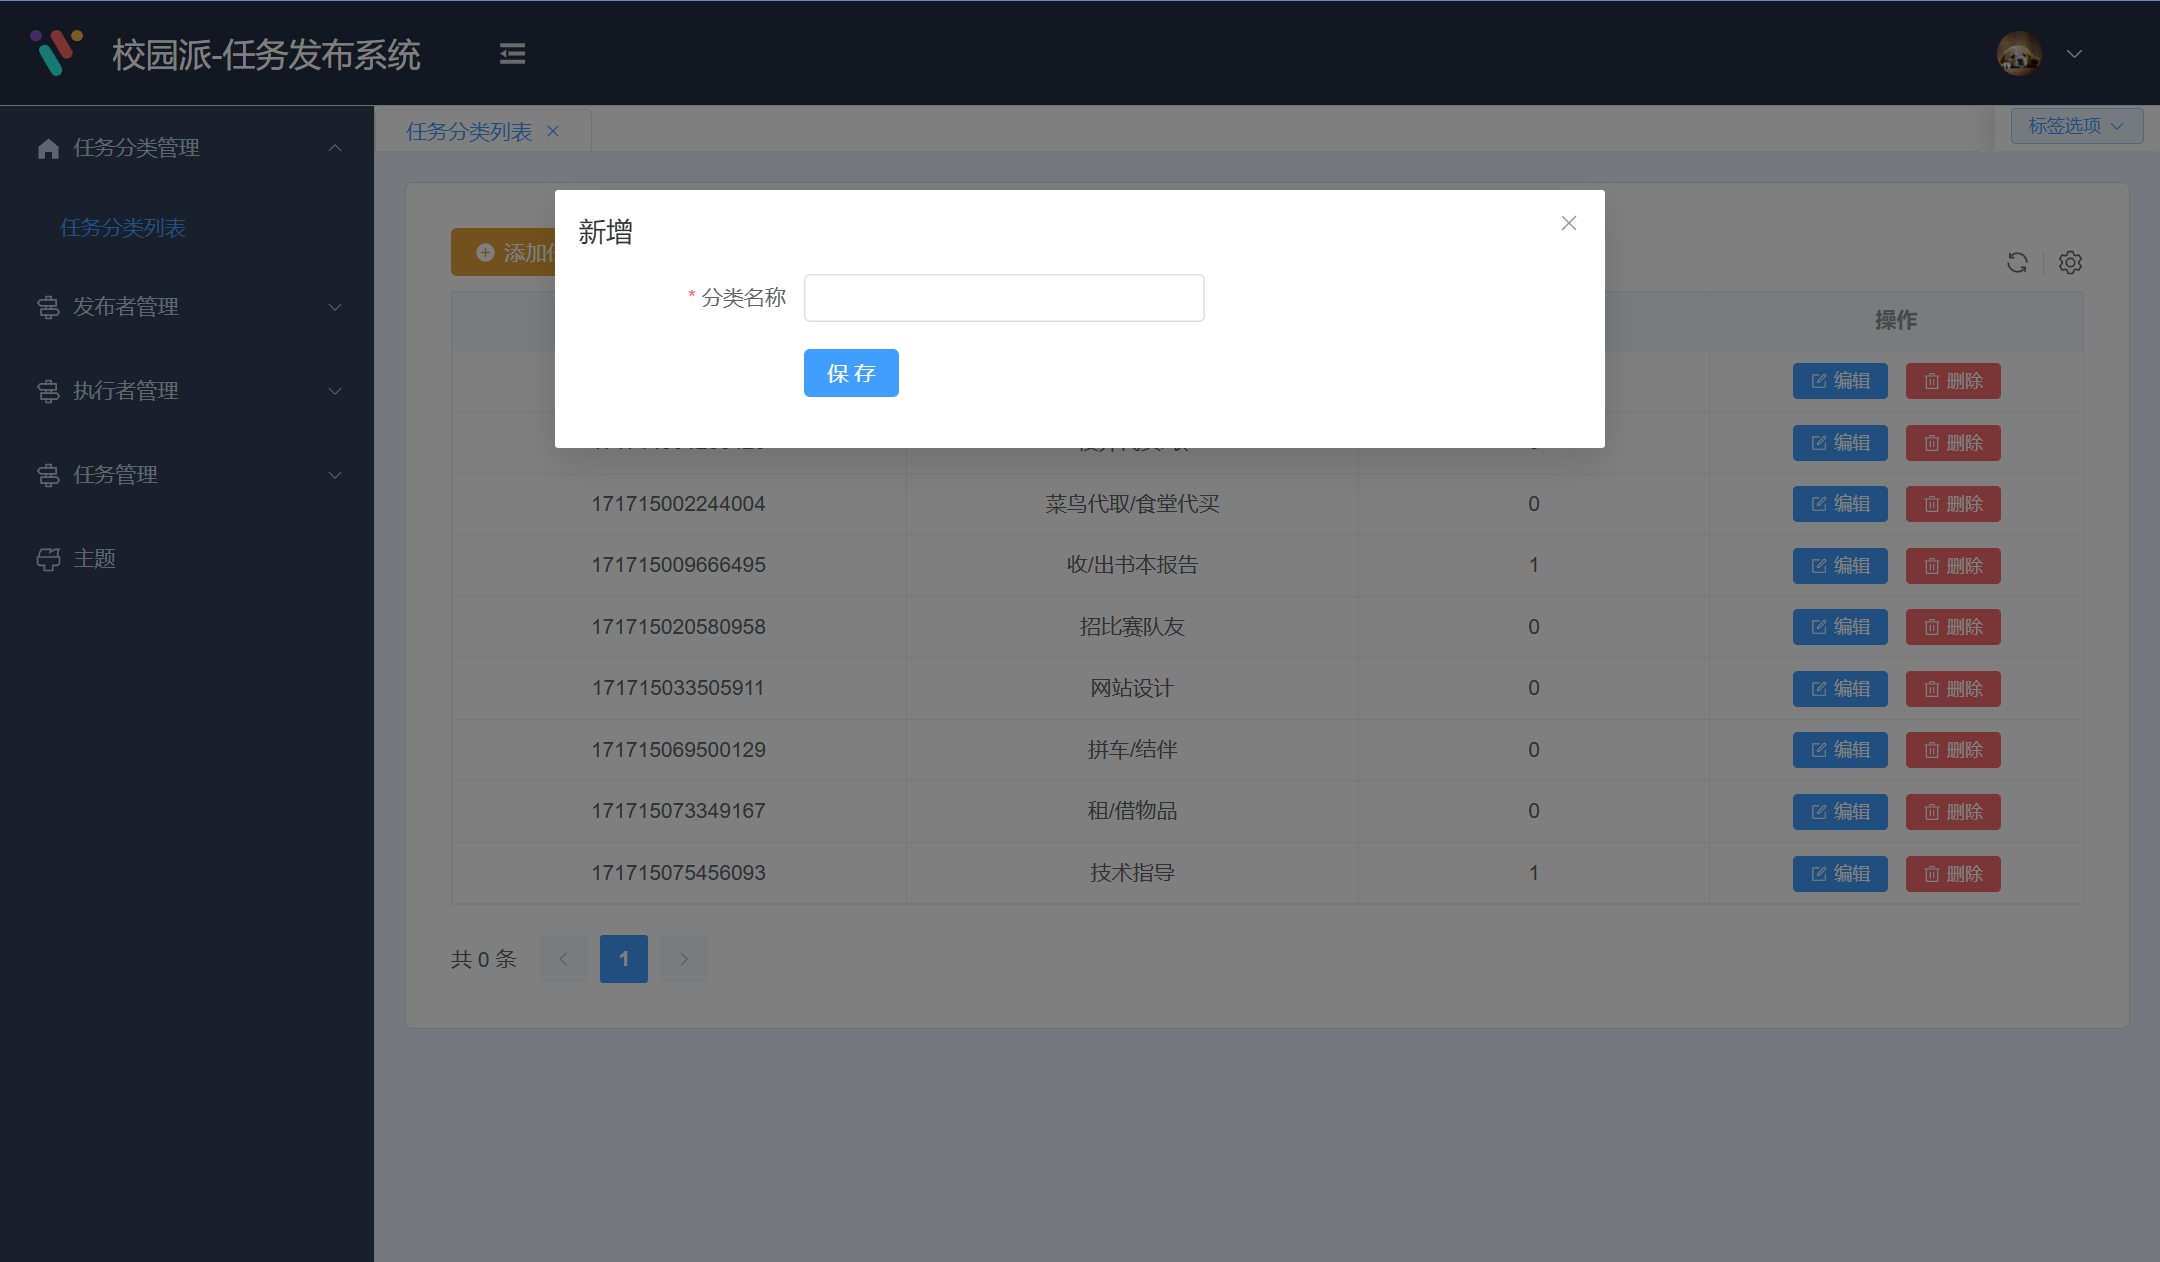 校园派-任务发布系统
任务分类管理
任务分类列表
发布者管理
执行者管理
任务管理
主题
任务分类列表
标签选项
添加
新增
* 分类名称
保 存
操作
编辑 删除
编辑 删除
171715002244004 菜鸟代取/食堂代买 0 编辑 删除
171715009666495 收/出书本报告 1 编辑 删除
171715020580958 招比赛队友 0 编辑 删除
171715033505911 网站设计 0 编辑 删除
171715069500129 拼车/结伴 0 编辑 删除
171715073349167 租/借物品 0 编辑 删除
171715075456093 技术指导 1 编辑 删除
共 0 条 1